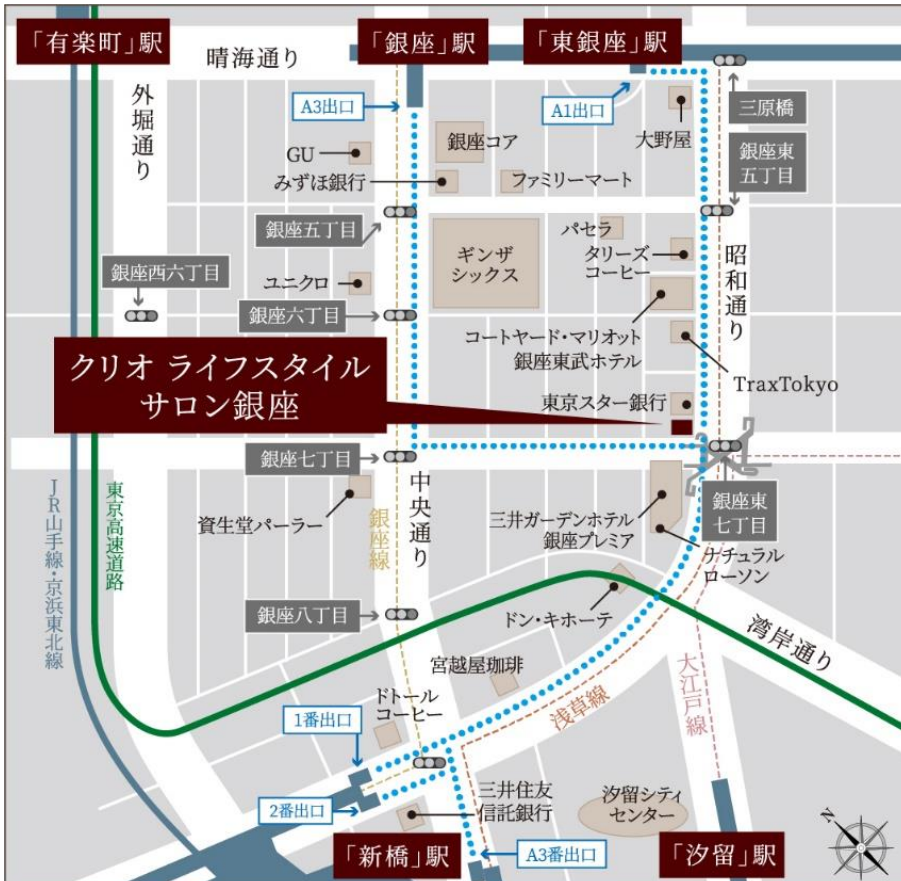 「有楽町」駅
「銀座」駅
「東銀座」駅
晴海通り
外堀通り
A3出口
A1出口
三原橋
大野屋
銀座コア
GU
みずほ銀行
ファミリーマート
銀座東
五丁目
銀座五丁目
パセラ
タリーズ
コーヒー
ギンザ
シックス
昭和通り
銀座西六丁目
ユニクロ
銀座六丁目
コートヤード・マリオット
銀座東武ホテル
TraxTokyo
クリオ ライフスタイル
サロン銀座
東京スター銀行
銀座七丁目
中央通り
銀座線
資生堂パーラー
三井ガーデンホテル
銀座プレミア
銀座東
七丁目
ナチュラル
ローソン
JR山手線・京浜東北線
東京高速道路
銀座八丁目
ドン・キホーテ
湾岸通り
宮越屋珈琲
浅草線
大江戸線
ドトール
コーヒー
1番出口
2番出口
三井住友
信託銀行
汐留シティ
センター
「新橋」駅
A3番出口
「汐留」駅
N